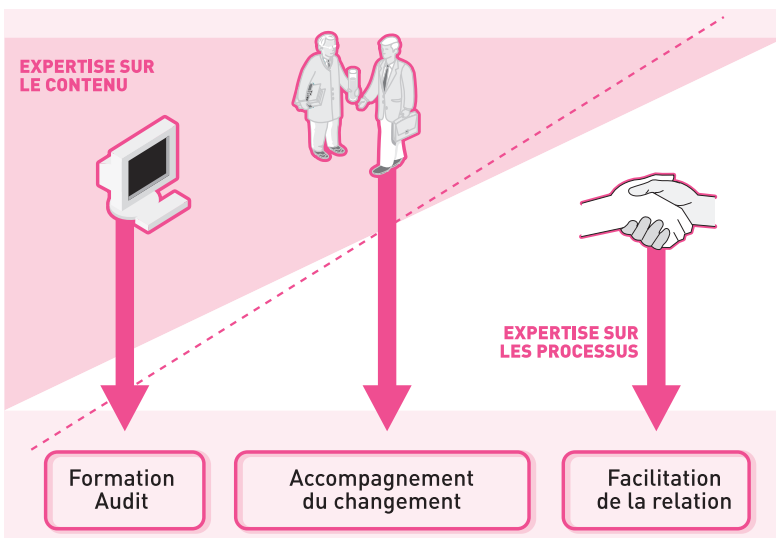 EXPERTISE SUR
LE CONTENU
EXPERTISE SUR
LES PROCESSUS
Formation
Audit
Accompagnement
du changement
Facilitation
de la relation